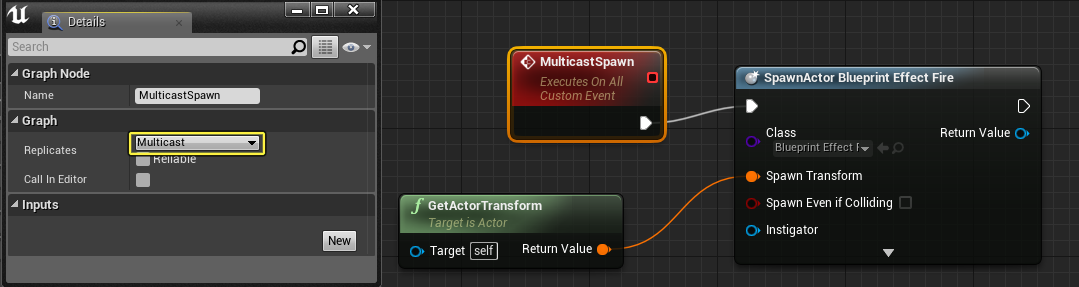 Details
Search
Graph Node
Name
MulticastSpawn
Graph
Replicates
Multicast
Reliable
Call In Editor
Inputs
New
MulticastSpawn
Executes On All
Custom Event
GetActorTransform
Target is Actor
Target
self
Return Value
SpawnActor Blueprint Effect Fire
Class
Blueprint Effect F
Return Value
Spawn Transform
Spawn Even if Colliding
Instigator